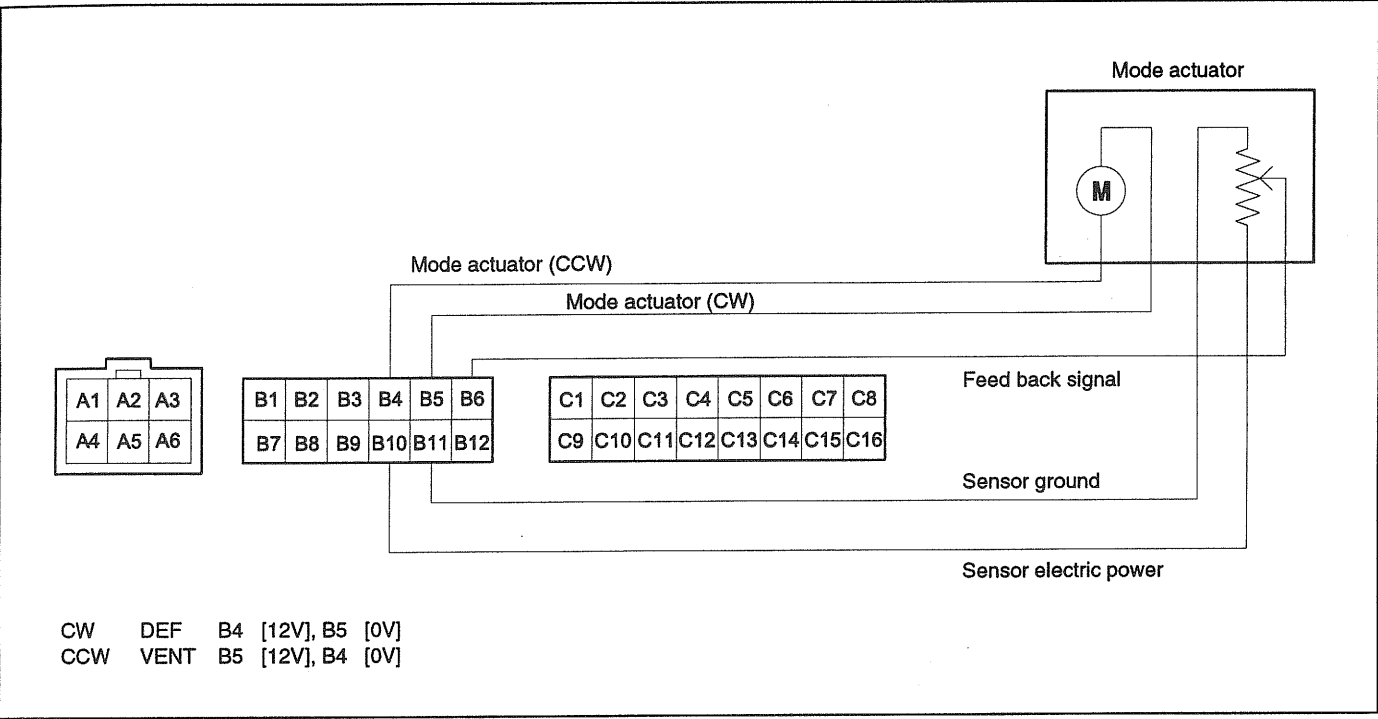 Mode actuator
M
Mode actuator (CCW)
Mode actuator (CW)
Feed back signal
A1 A2 A3
A4 A5 A6
B1 B2 B3 B4 B5 B6
B7 B8 B9 B10 B11 B12
C1 C2 C3 C4 C5 C6 C7 C8
C9 C10 C11 C12 C13 C14 C15 C16
Sensor ground
Sensor electric power
CW DEF B4 [12V], B5 [0V]
CCW VENT B5 [12V], B4 [0V]